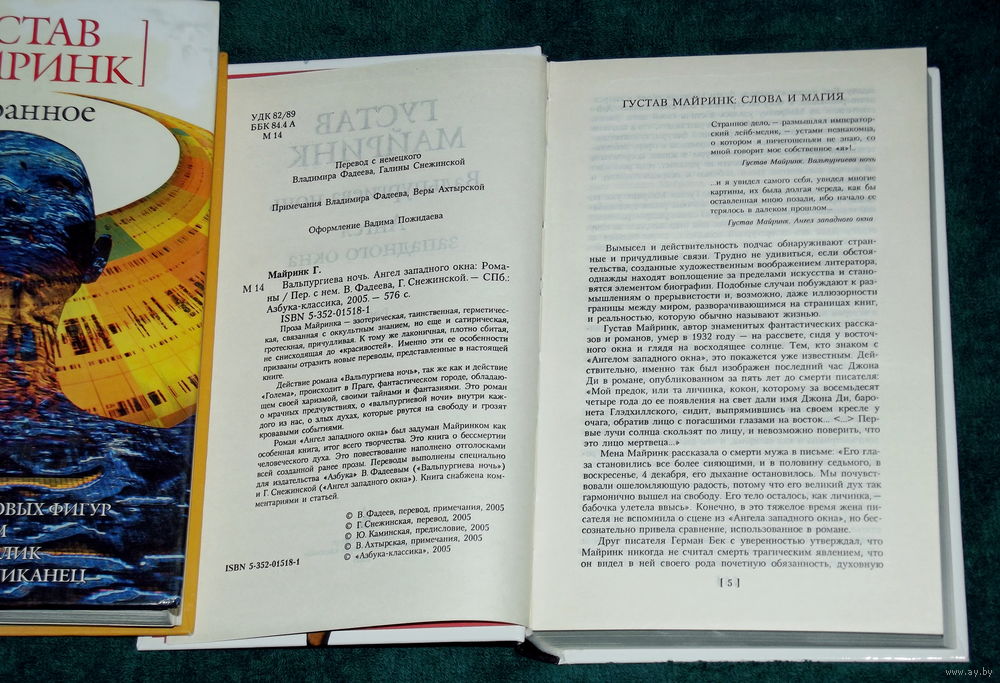 СТАВ
ЙРИНК
ранное
ОВЫХ ФИГУР
ЛИК
ИКАНЕЦ
УДК 82/89
ББК 84.4 А
М 14
Перевод с немецкого
Владимира Фадеева, Галины Снежинской
Примечания Владимира Фадеева, Веры Ахтырской
Оформление Вадима Пожидаева
Майринк Г.
М 14 Вальпургиева ночь. Ангел западного окна: Рома-
ны / Пер. с нем. В. Фадеева, Г. Снежинской. — СПб.:
Азбука-классика, 2005. — 576 с.
ISBN 5-352-01518-1
Проза Майринка — эзотерическая, таинственная, герметичес-
кая, связанная с оккультным знанием, но еще и сатирическая,
гротескная, причудливая. К тому же лаконичная, плотно сбитая,
не снисходящая до «красивостей». Именно эти ее особенности
призваны отразить новые переводы, представленные в настоящей
книге.
Действие романа «Вальпургиева ночь», так же как и действие
«Голема», происходит в Праге, фантастическом городе, обладаю-
щем своей харизмой, своими тайнами и фантазиями. Это роман
о мрачных предчувствиях, о «вальпургиевой ночи» внутри каж-
дого из нас, о злых духах, которые рвутся на свободу и грозят
кровавыми событиями.
Роман «Ангел западного окна» был задуман Майринком как
особенная книга, итог всего творчества. Это книга о бессмертии
человеческого духа. Это повествование наполнено отголосками
всей созданной ранее прозы. Переводы выполнены специально
для издательства «Азбука» В. Фадеевым («Вальпургиева ночь»)
и Г. Снежинской («Ангел западного окна»). Книга снабжена ком-
ментариями и статьей.
© В. Фадеев, перевод, примечания, 2005
© Г. Снежинская, перевод, 2005
© Ю. Каминская, предисловие, 2005
© В. Ахтырская, примечания, 2005
© «Азбука-классика», 2005
ISBN 5-352-01518-1
ГУСТАВ МАЙРИНК: СЛОВА И МАГИЯ
Странное дело, — размышлял император-
ский лейб-медик, — устами незнакомца,
о котором я ничегошеньки не знаю, со
мной говорит мое собственное «я»!..
Густав Майринк. Вальпургиева ночь
..и я увидел самого себя, увидел многие
картины, их была долгая череда, как бы
оставленная мною позади, ибо начало ее
терялось в далеком прошлом...
Густав Майринк. Ангел западного окна
Вымысел и действительность подчас обнаруживают стран-
ные и причудливые связи. Трудно не удивиться, если обстоя-
тельства, созданные художественным воображением литератора,
однажды находят воплощение за пределами искусства и стано-
вятся элементом биографии. Подобные случаи побуждают к раз-
мышлениям о прерывистости и, возможно, даже иллюзорности
границы между миром, разворачивающимся на страницах книг,
и реальностью, которую обычно называют жизнью.
Густав Майринк, автор знаменитых фантастических расска-
зов и романов, умер в 1932 году — на рассвете, сидя у восточ-
ного окна и глядя на восходящее солнце. Тем, кто знаком с
«Ангелом западного окна», это покажется уже известным. Дей-
ствительно, именно так был изображен последний час Джона
Ди в романе, опубликованном за пять лет до смерти писателя:
«Мой предок, или та личинка, кокон, которому за восемьдесят
четыре года до ее появления на свет дали имя Джона Ди, баро-
нета Глэдхиллского, сидит, выпрямившись на своем кресле у
очага, обратив лицо с погасшими глазами на восток... <...> Пер-
вые лучи солнца скользят по лицу, и невозможно поверить, что
это лицо мертвеца...»
Мена Майринк рассказала о смерти мужа в письме: «Его гла-
за становились все более сияющими, и в половину седьмого, в
воскресенье, 4 декабря, его дыхание остановилось. Мы почувст-
вовали ошеломляющую радость, потому что его великий дух так
гармонично вышел на свободу. Его тело осталось, как личинка, —
бабочка улетела ввысь». Конечно, в это тяжелое время жена пи-
сателя не вспомнила о сцене из «Ангела западного окна», но бес-
сознательно привела сравнение, использованное в романе.
Друг писателя Герман Бек с уверенностью утверждал, что
Майринк никогда не считал смерть трагическим явлением, что
он видел в ней своего рода почетную обязанность, духовную
[ 5 ]
www.ay.by